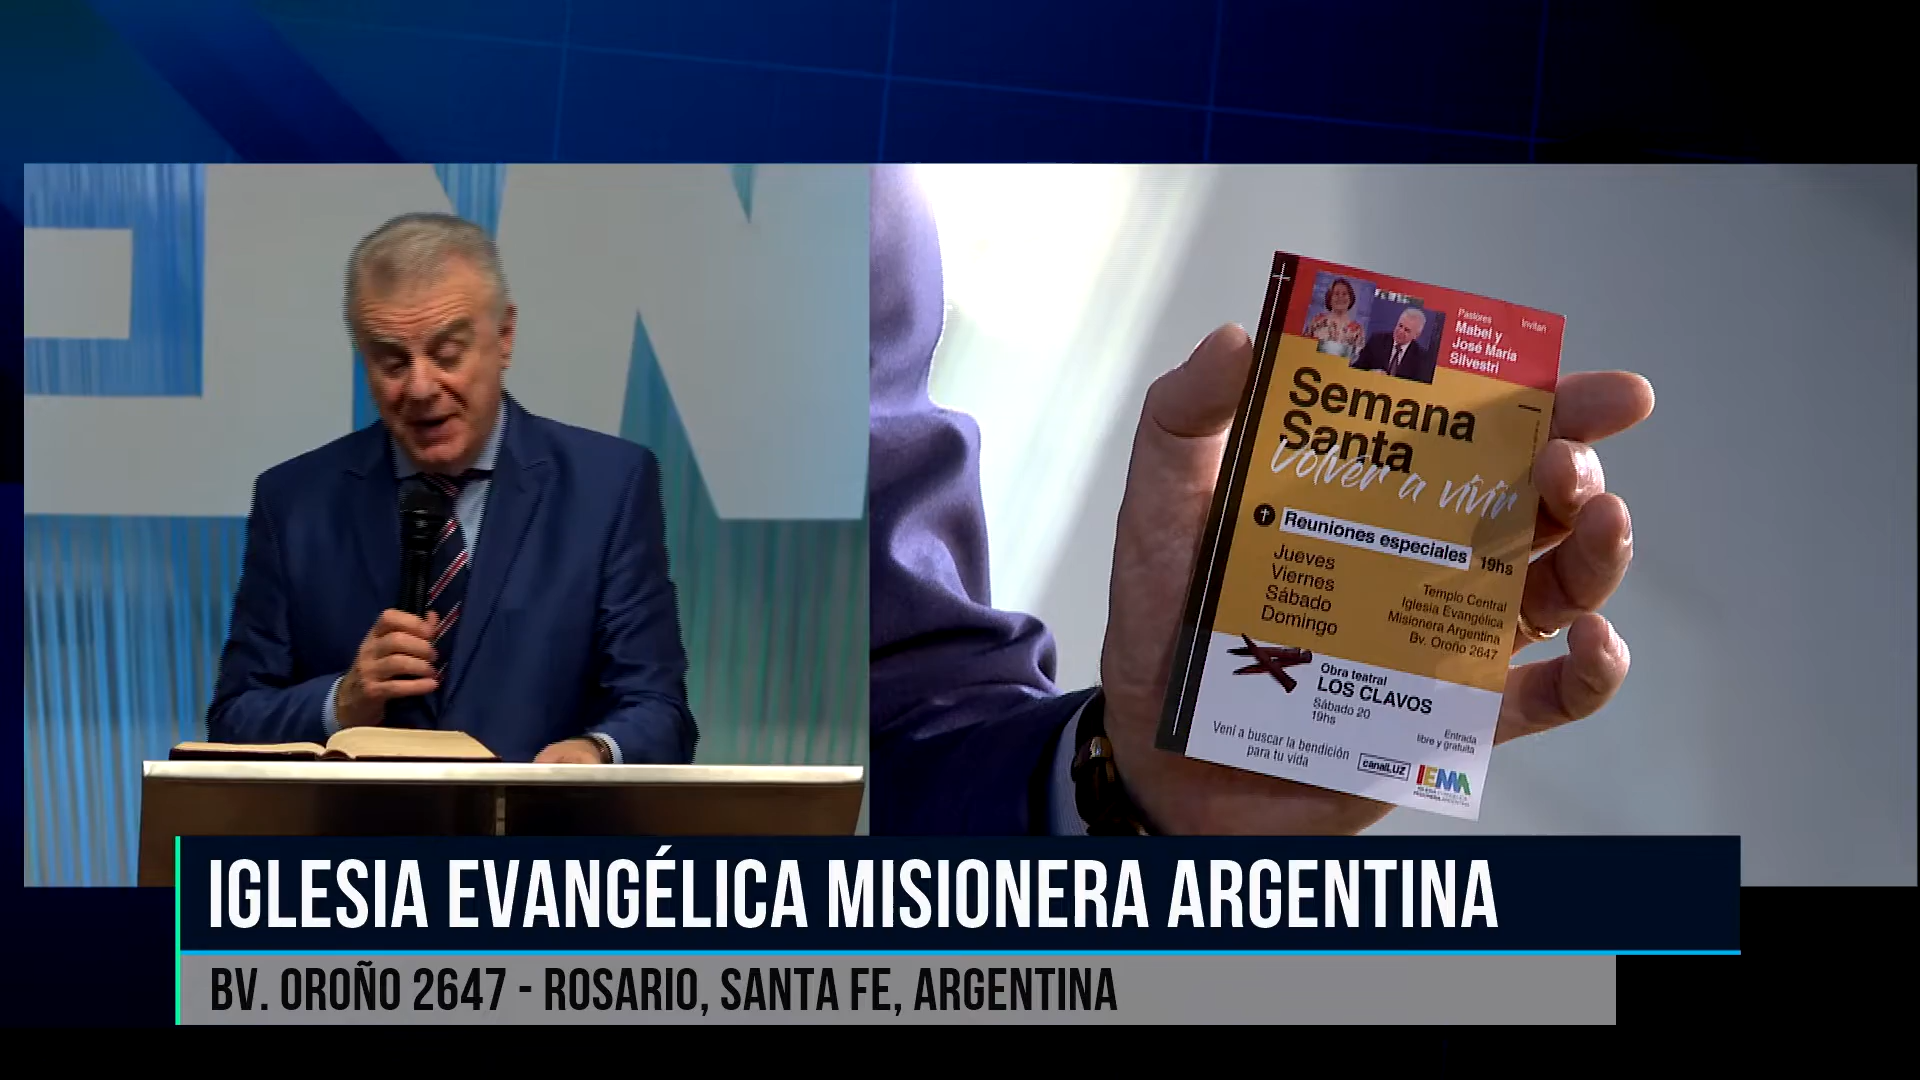 Pastores
Mabel y
José María
Silvestri
Invitan
Semana
Santa
Volver a vivir
Reuniones especiales 19hs
Jueves
Viernes
Sábado
Domingo
Templo Central
Iglesia Evangélica
Misionera Argentina
Bv. Oroño 2647
Obra teatral
LOS CLAVOS
Sábado 20
19hs
Vení a buscar la bendición
para tu vida
Entrada
libre y gratuita
canalLUZ
IEMA
IGLESIA EVANGÉLICA MISIONERA ARGENTINA
BV. OROÑO 2647 - ROSARIO, SANTA FE, ARGENTINA